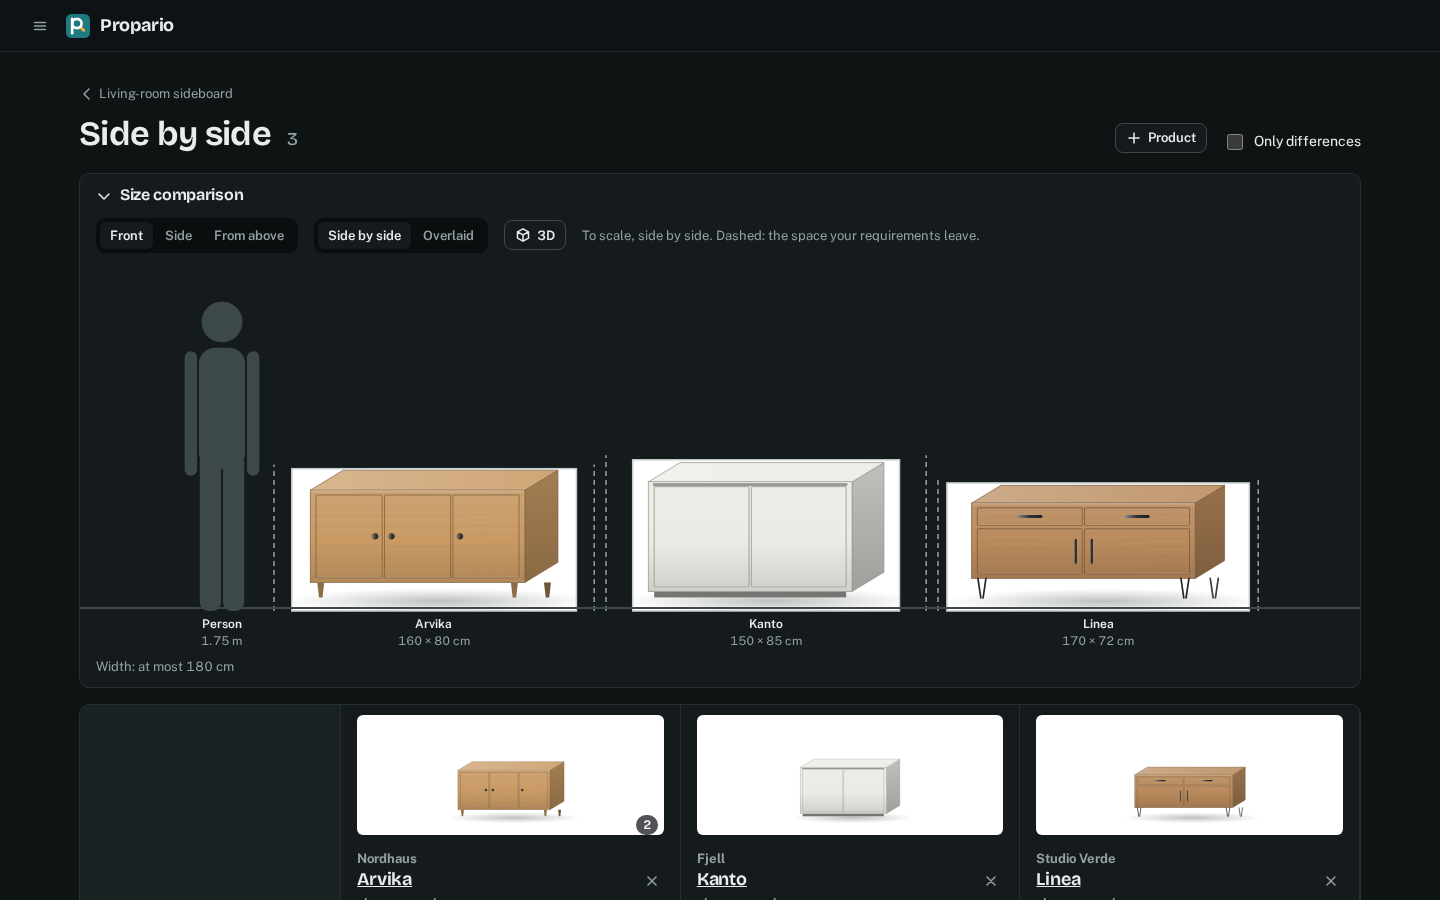 Propario
Living-room sideboard
Side by side 3
Product
Only differences
Size comparison
Front Side From above
Side by side Overlaid
3D
To scale, side by side. Dashed: the space your requirements leave.
Person
1.75 m
Arvika
160 × 80 cm
Kanto
150 × 85 cm
Linea
170 × 72 cm
Width: at most 180 cm
2
Nordhaus
Arvika
Fjell
Kanto
Studio Verde
Linea